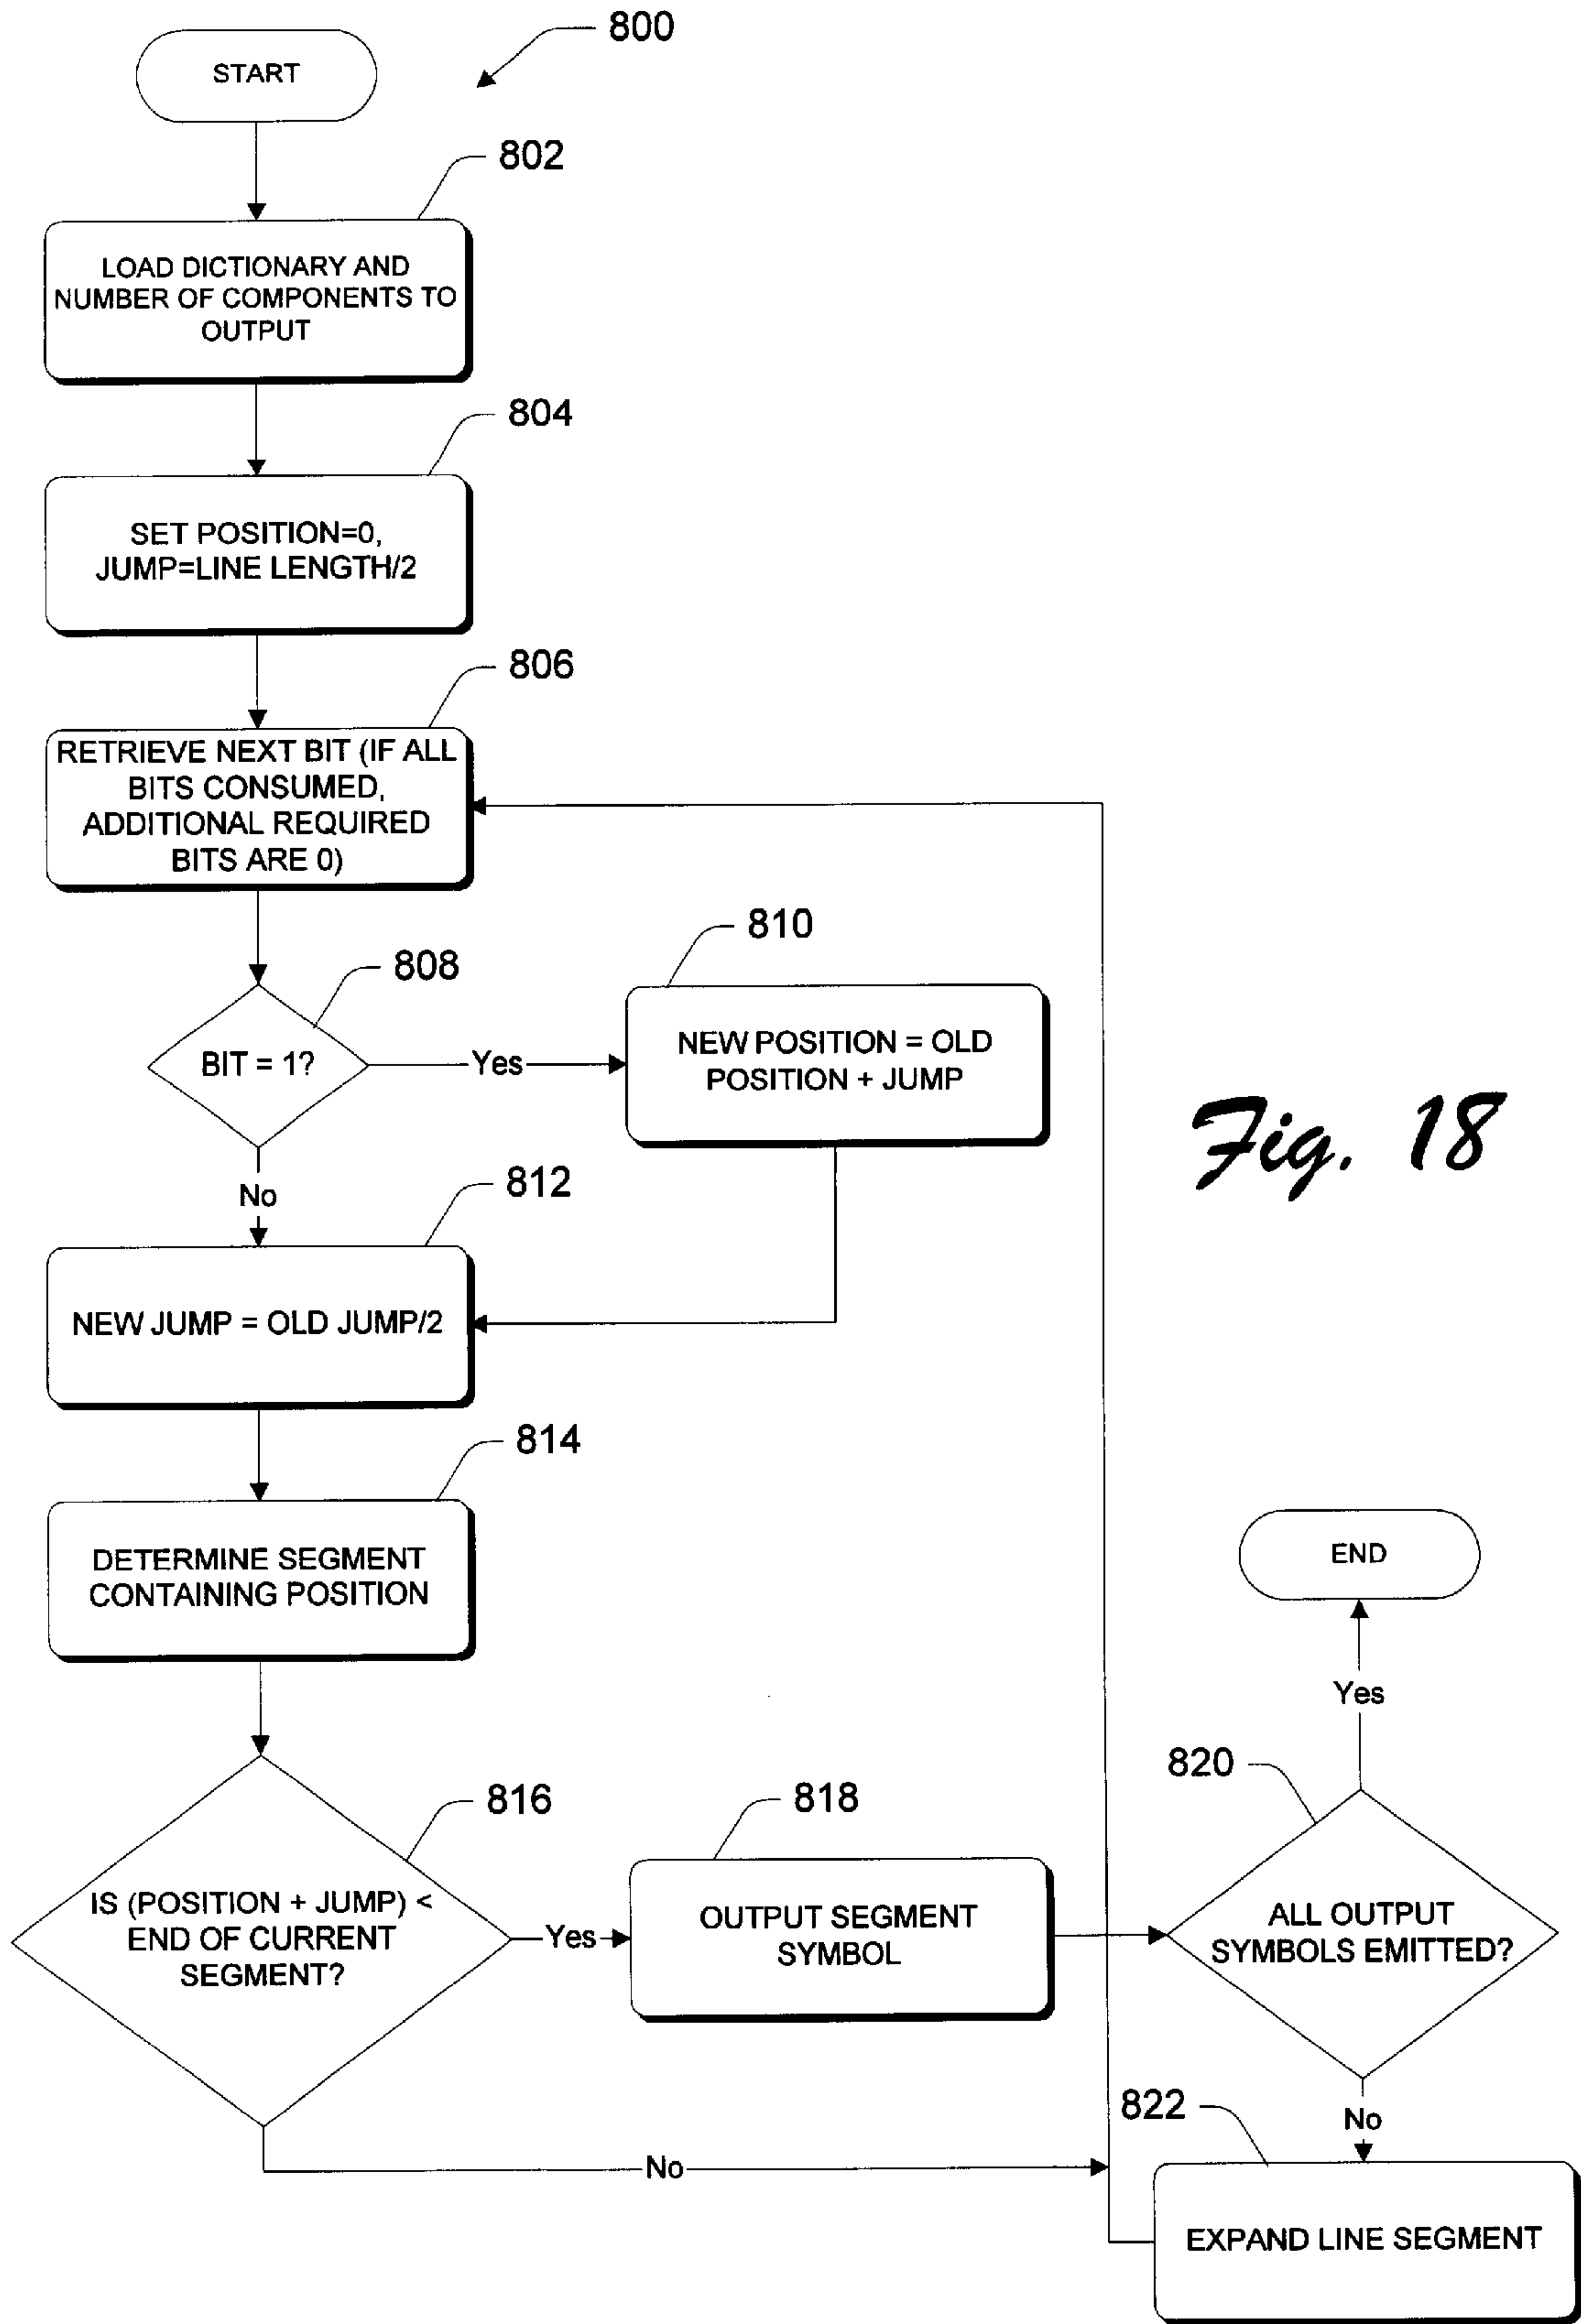 800
START
802
LOAD DICTIONARY AND
NUMBER OF COMPONENTS TO
OUTPUT
804
SET POSITION=0,
JUMP=LINE LENGTH/2
806
RETRIEVE NEXT BIT (IF ALL
BITS CONSUMED,
ADDITIONAL REQUIRED
BITS ARE 0)
808
BIT = 1?
Yes
810
NEW POSITION = OLD
POSITION + JUMP
Fig. 18
No
812
NEW JUMP = OLD JUMP/2
814
DETERMINE SEGMENT
CONTAINING POSITION
816
IS (POSITION + JUMP) <
END OF CURRENT
SEGMENT?
Yes
818
OUTPUT SEGMENT
SYMBOL
820
ALL OUTPUT
SYMBOLS EMITTED?
Yes
END
No
822
EXPAND LINE SEGMENT
No